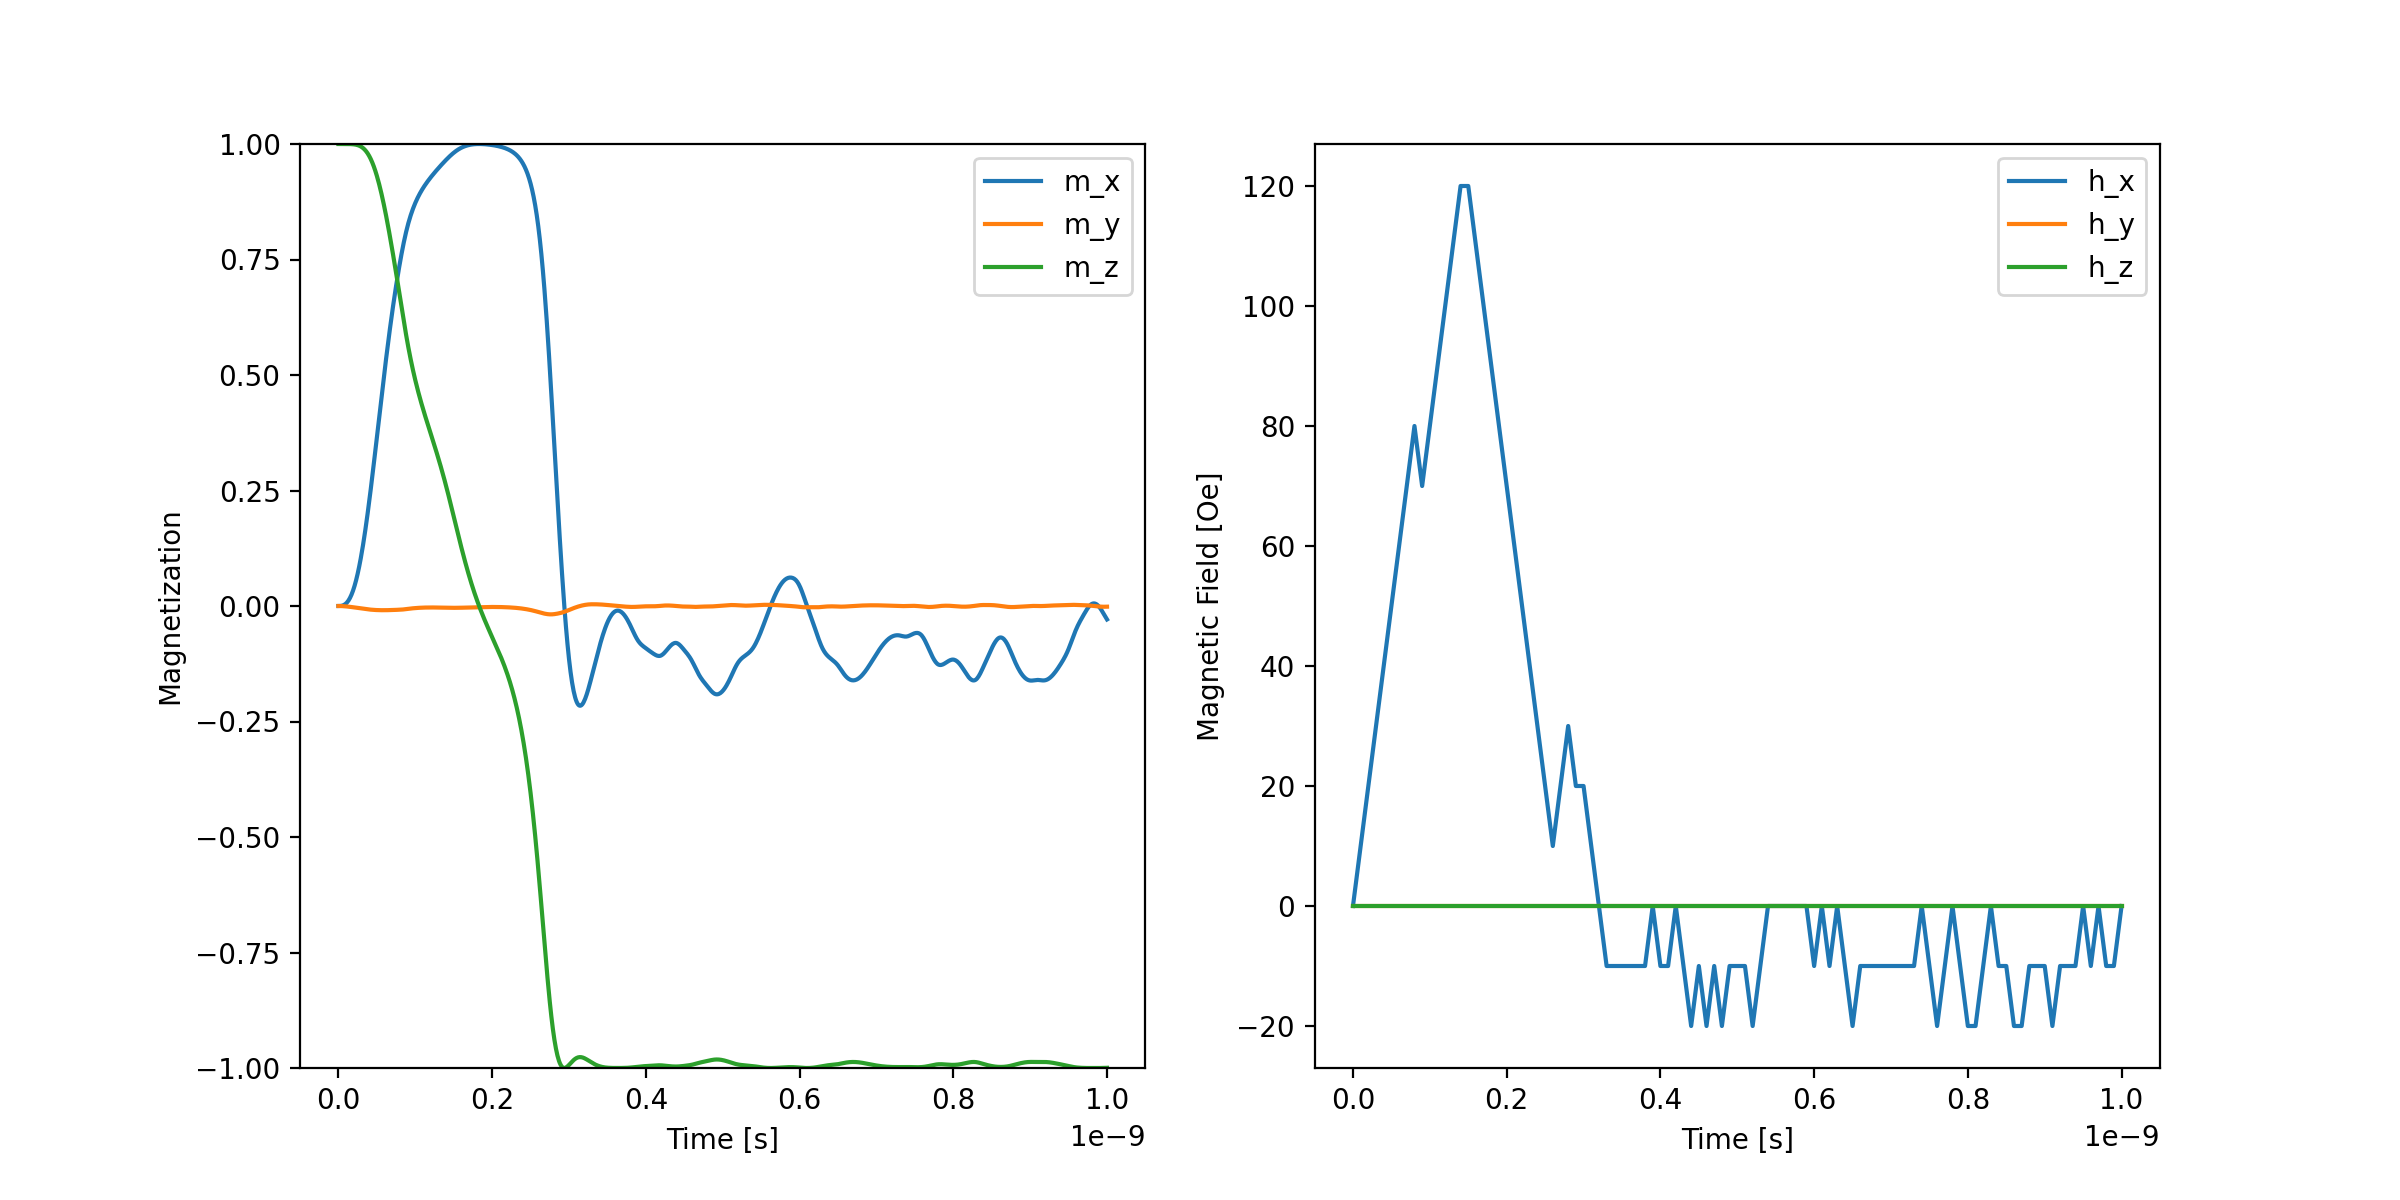 Magnetization
1.00
0.75
0.50
0.25
0.00
−0.25
−0.50
−0.75
−1.00
m_x
m_y
m_z
0.0 0.2 0.4 0.6 0.8 1.0
Time [s]
1e−9
Magnetic Field [Oe]
120
100
80
60
40
20
0
−20
h_x
h_y
h_z
0.0 0.2 0.4 0.6 0.8 1.0
Time [s]
1e−9